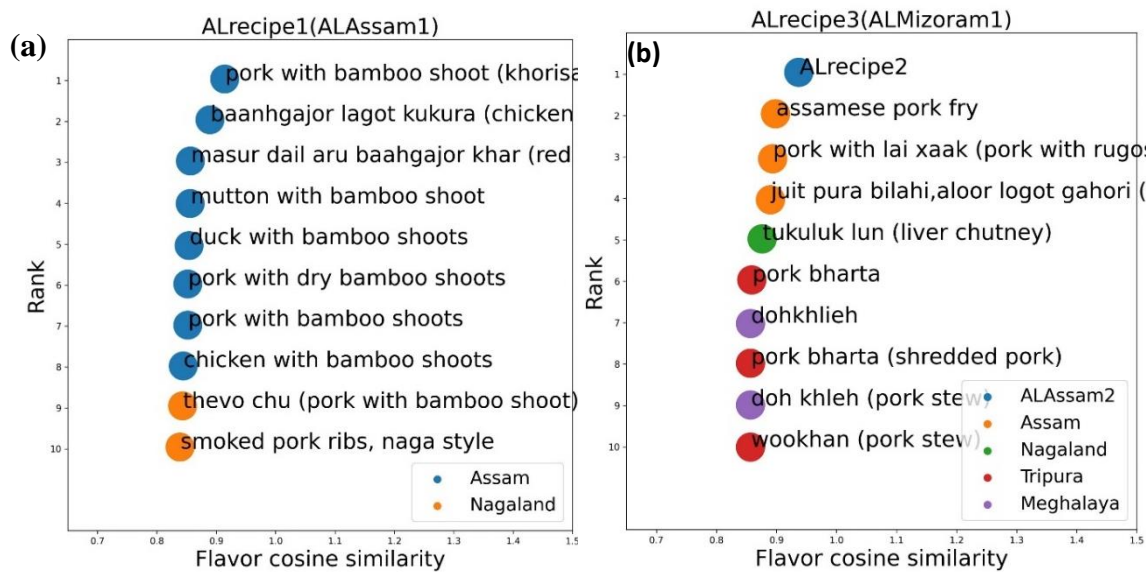 (a)
ALrecipe1(ALAssam1)
Rank
1 pork with bamboo shoot (khorisa
2 baanhgajor lagot kukura (chicken
3 masur dail aru baahgajor khar (red
4 mutton with bamboo shoot
5 duck with bamboo shoots
6 pork with dry bamboo shoots
7 pork with bamboo shoots
8 chicken with bamboo shoots
9 thevo chu (pork with bamboo shoot)
10 smoked pork ribs, naga style
Assam
Nagaland
0.7 0.8 0.9 1.0 1.1 1.2 1.3 1.4 1.5
Flavor cosine similarity
(b)
ALrecipe3(ALMizoram1)
Rank
1 ALrecipe2
2 assamese pork fry
3 pork with lai xaak (pork with rugos
4 juit pura bilahi,aloor logot gahori (
5 tukuluk lun (liver chutney)
6 pork bharta
7 dohkhlieh
8 pork bharta (shredded pork)
9 doh khleh (pork stew)
10 wookhan (pork stew)
ALAssam2
Assam
Nagaland
Tripura
Meghalaya
0.7 0.8 0.9 1.0 1.1 1.2 1.3 1.4 1.5
Flavor cosine similarity